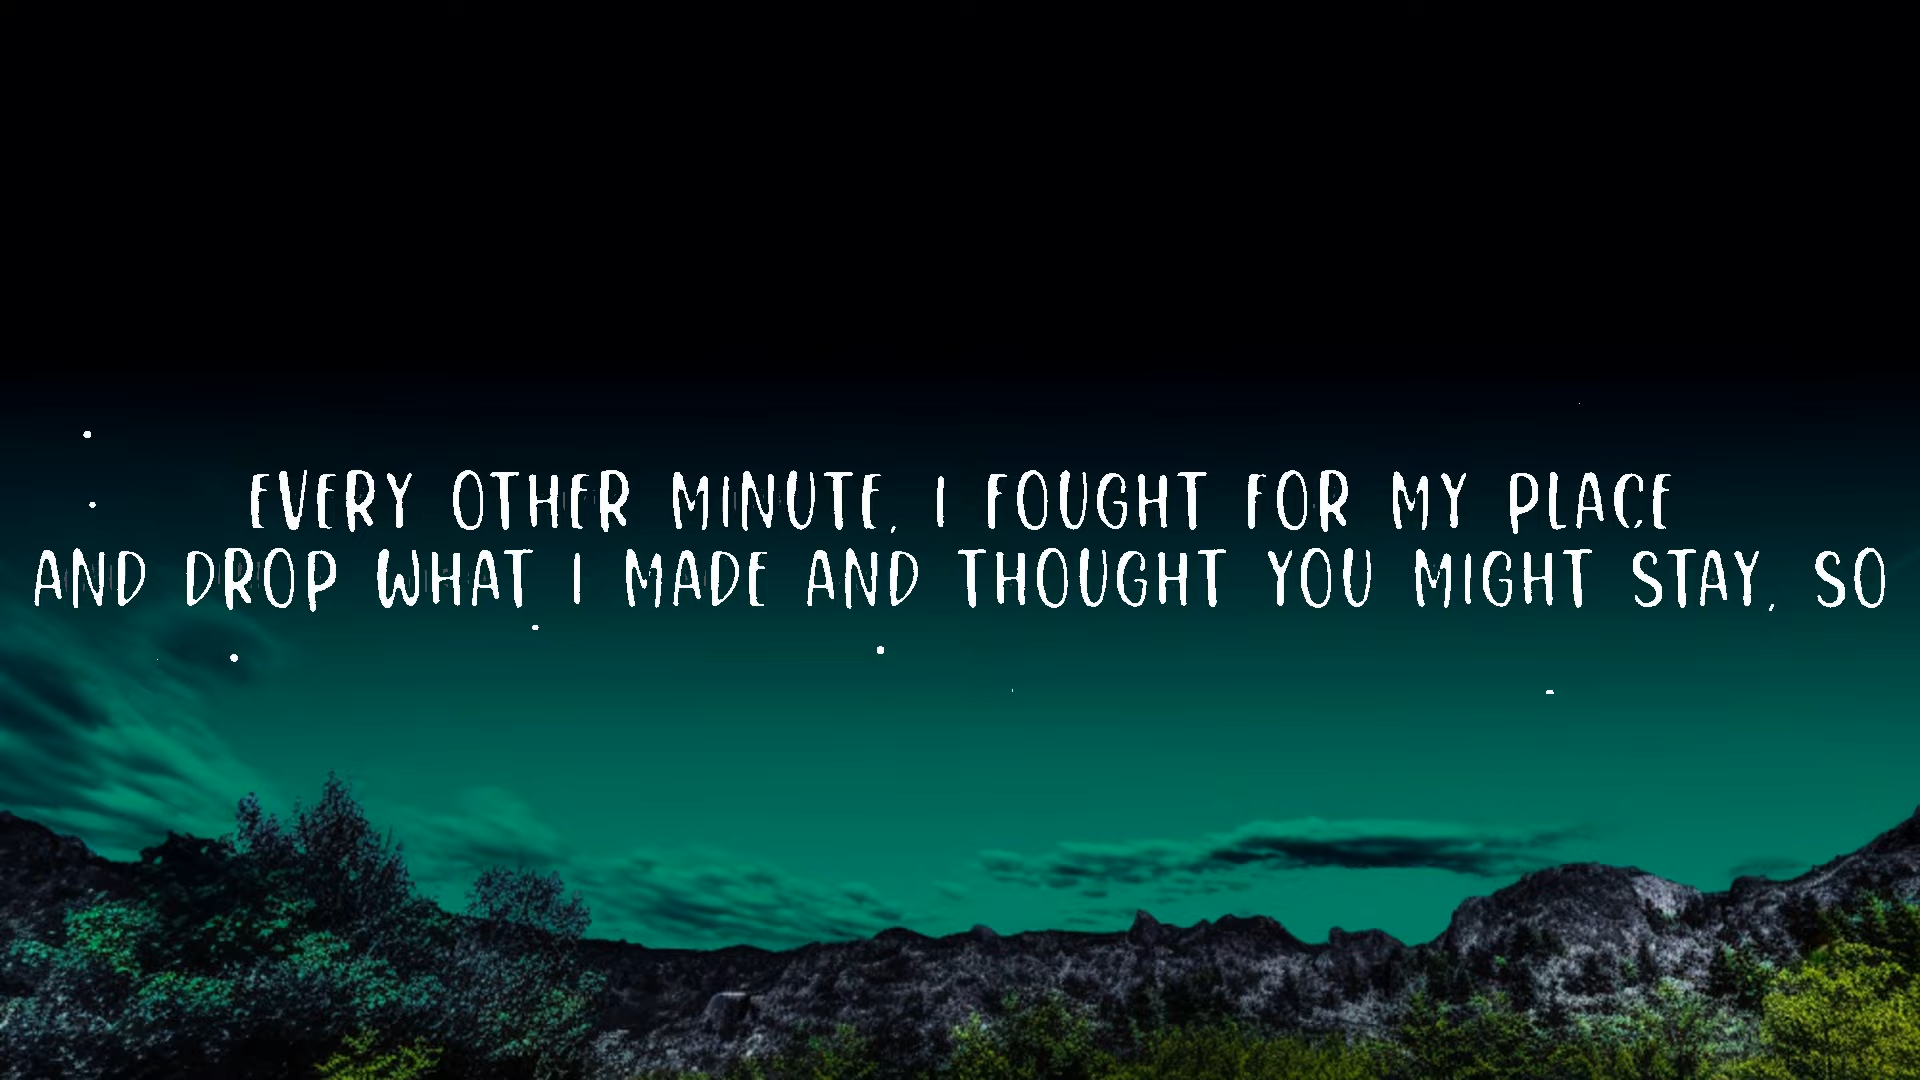 EVERY OTHER MINUTE, I FOUGHT FOR MY PLACE
AND DROP WHAT I MADE AND THOUGHT YOU MIGHT STAY, SO